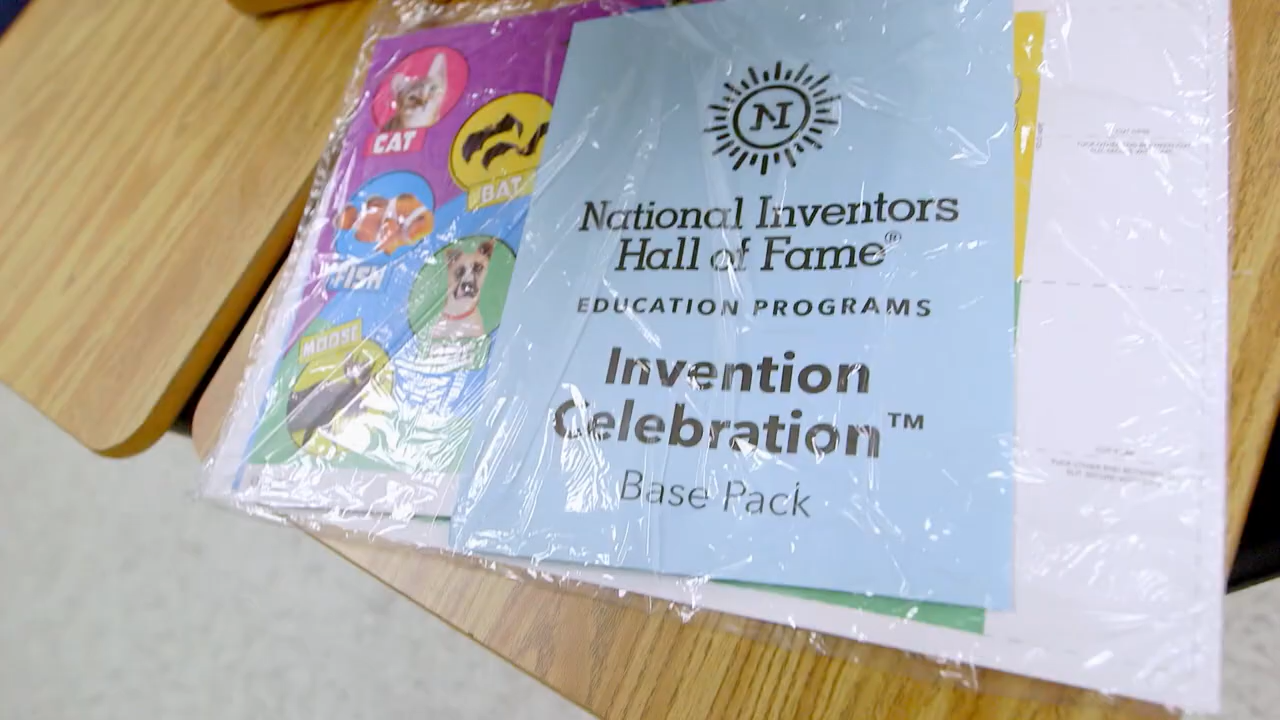 CAT
BAT
FISH
MOOSE
N
National Inventors
Hall of Fame®
EDUCATION PROGRAMS
Invention
Celebration™
Base Pack